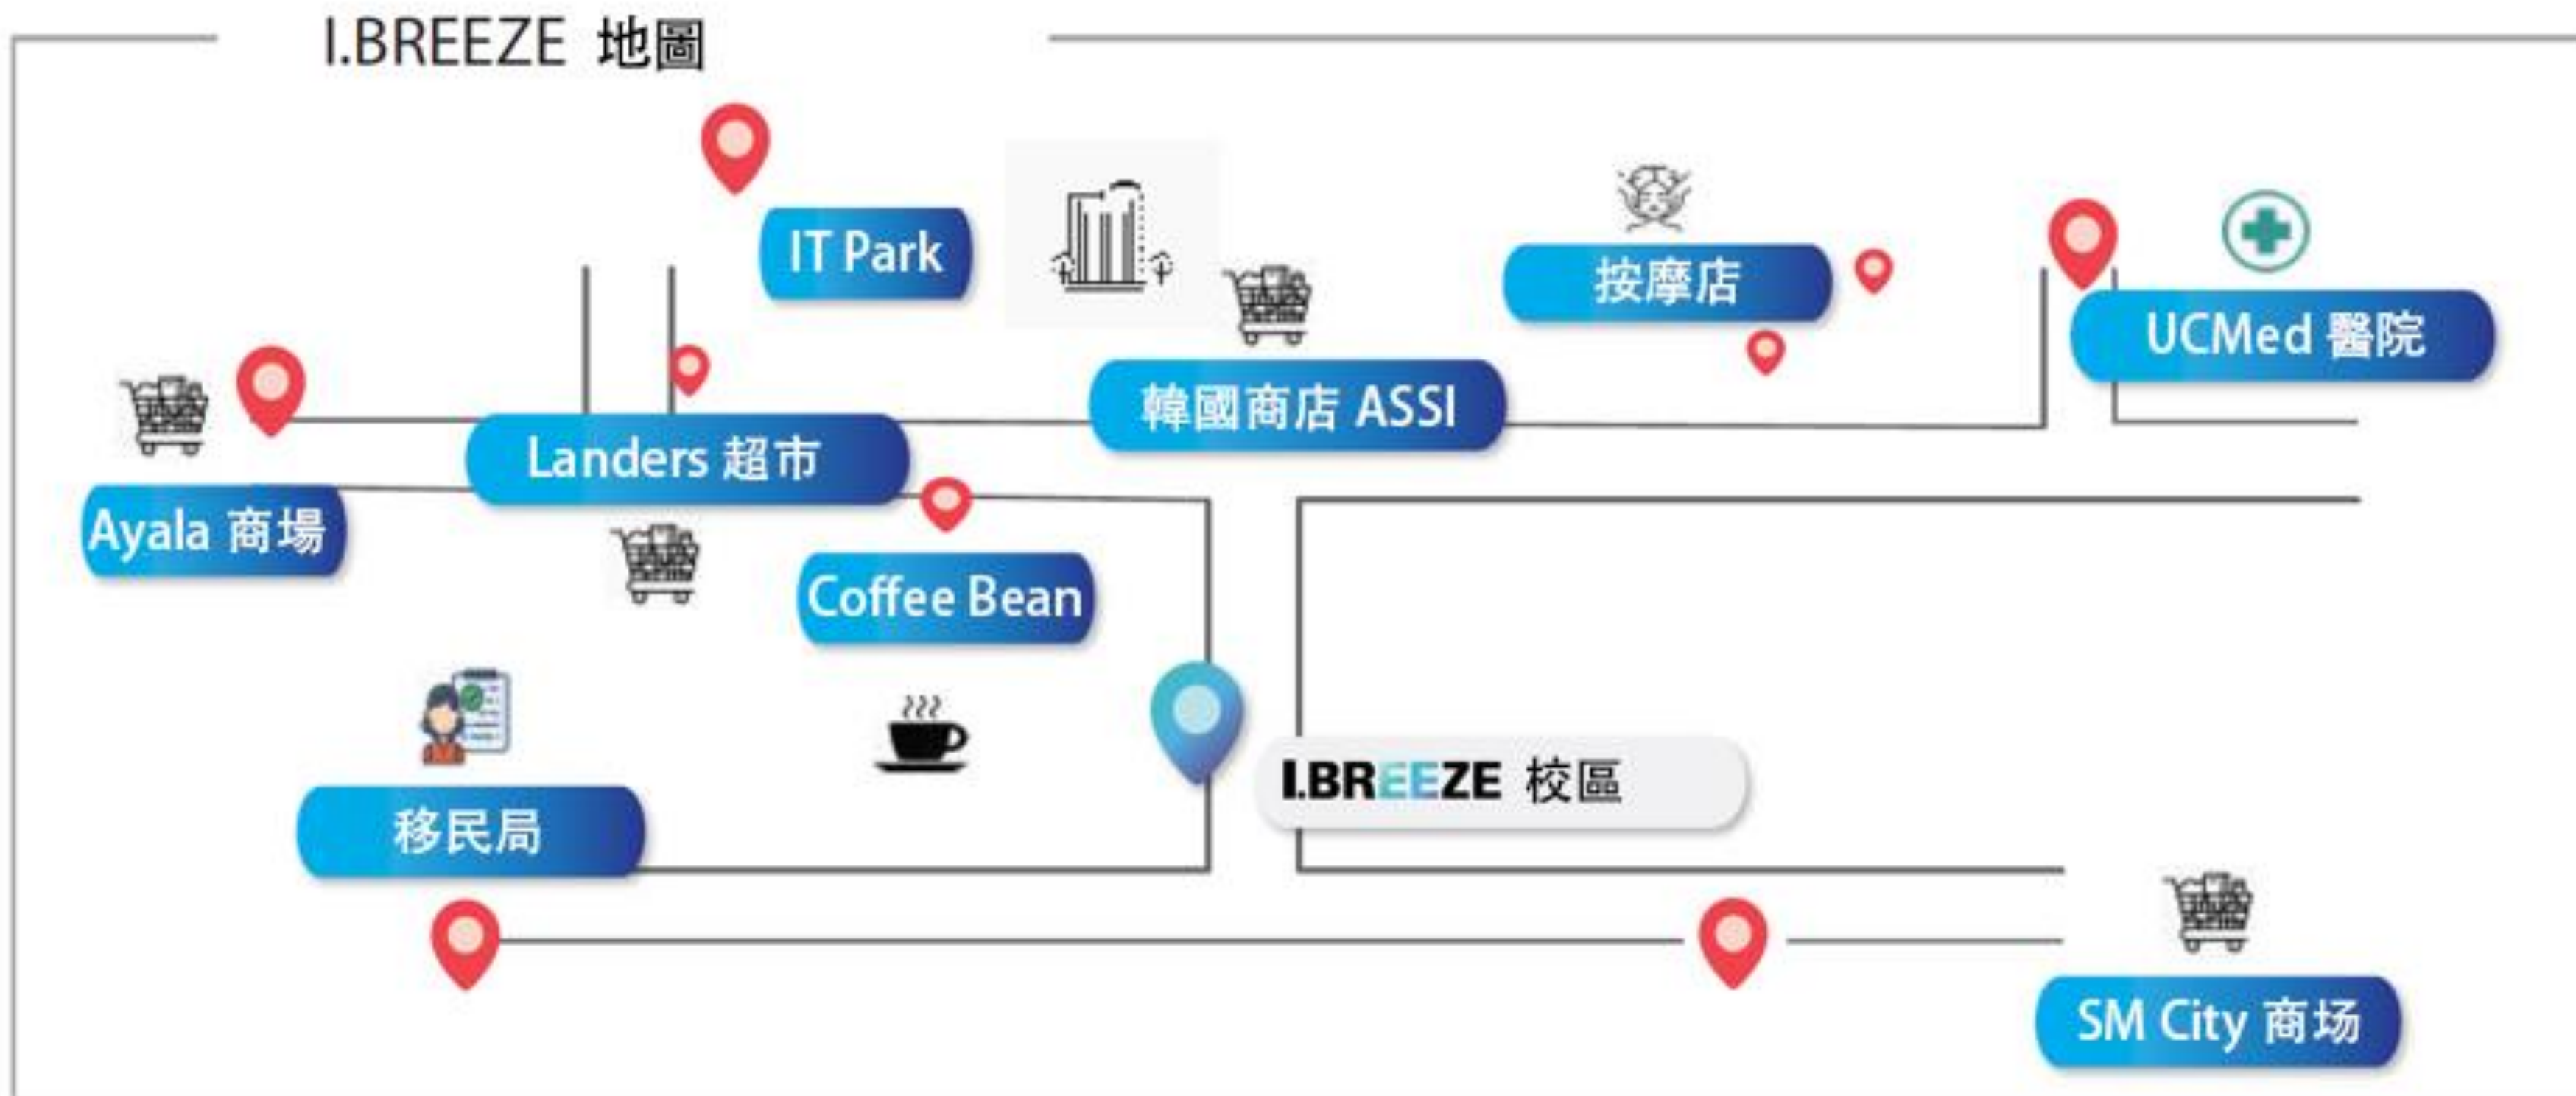 I.BREEZE 地圖
IT Park
按摩店
UCMed 醫院
韓國商店 ASSI
Landers 超市
Ayala 商場
Coffee Bean
I.BREEZE 校區
移民局
SM City 商场